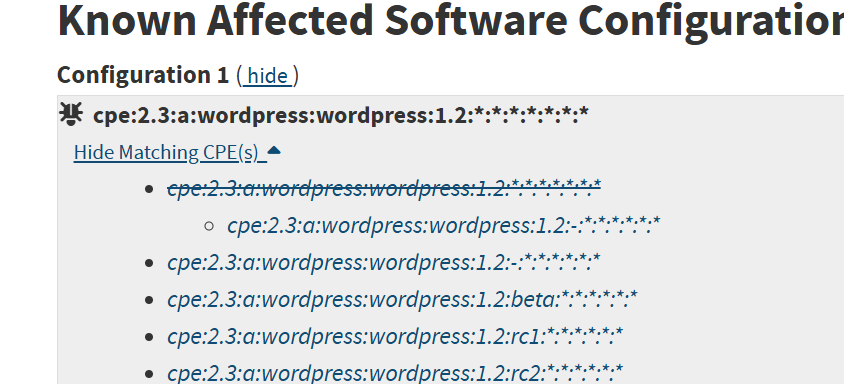 Known Affected Software Configuration
Configuration 1 ( hide )
cpe:2.3:a:wordpress:wordpress:1.2:*:*:*:*:*:*:*
Hide Matching CPE(s)
cpe:2.3:a:wordpress:wordpress:1.2:*:*:*:*:*:*:*
cpe:2.3:a:wordpress:wordpress:1.2:-:*:*:*:*:*:*
cpe:2.3:a:wordpress:wordpress:1.2:-:*:*:*:*:*:*
cpe:2.3:a:wordpress:wordpress:1.2:beta:*:*:*:*:*:*
cpe:2.3:a:wordpress:wordpress:1.2:rc1:*:*:*:*:*:*
cpe:2.3:a:wordpress:wordpress:1.2:rc2:*:*:*:*:*:*